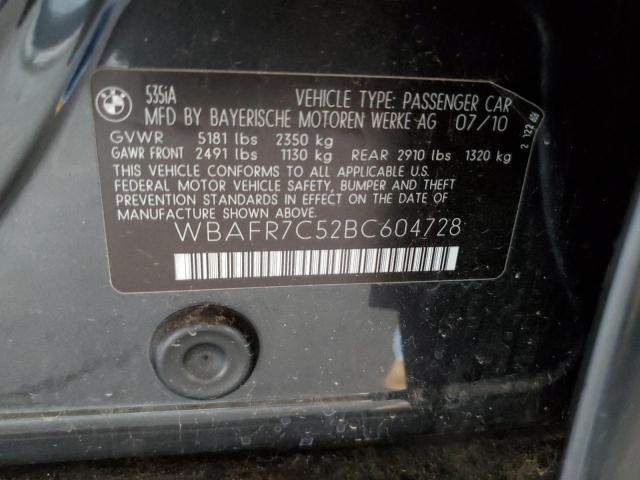 BMW
535iA VEHICLE TYPE: PASSENGER CAR
MFD BY BAYERISCHE MOTOREN WERKE AG 07/10
GVWR 5181 lbs 2350 kg
GAWR FRONT 2491 lbs 1130 kg REAR 2910 lbs 1320 kg
THIS VEHICLE CONFORMS TO ALL APPLICABLE U.S.
FEDERAL MOTOR VEHICLE SAFETY, BUMPER AND THEFT
PREVENTION STANDARDS IN EFFECT ON THE DATE OF
MANUFACTURE SHOWN ABOVE.
WBAFR7C52BC604728